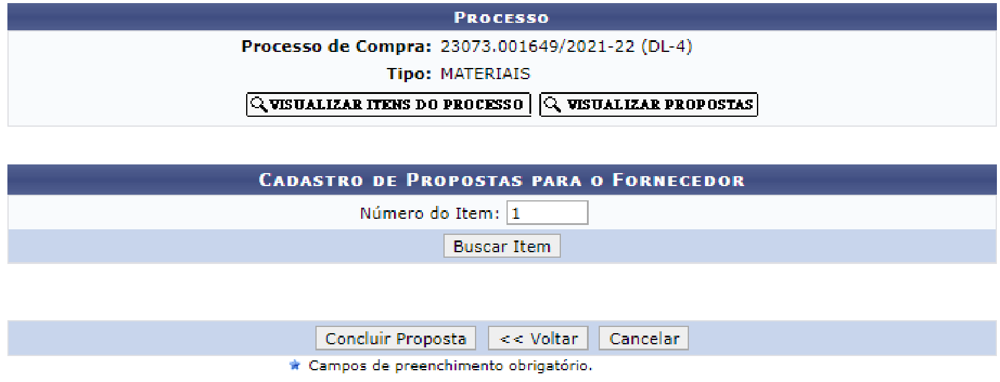 PROCESSO
Processo de Compra: 23073.001649/2021-22 (DL-4)
Tipo: MATERIAIS
VISUALIZAR ITENS DO PROCESSO VISUALIZAR PROPOSTAS
CADASTRO DE PROPOSTAS PARA O FORNECEDOR
Número do Item: 1
Buscar Item
Concluir Proposta << Voltar Cancelar
Campos de preenchimento obrigatório.